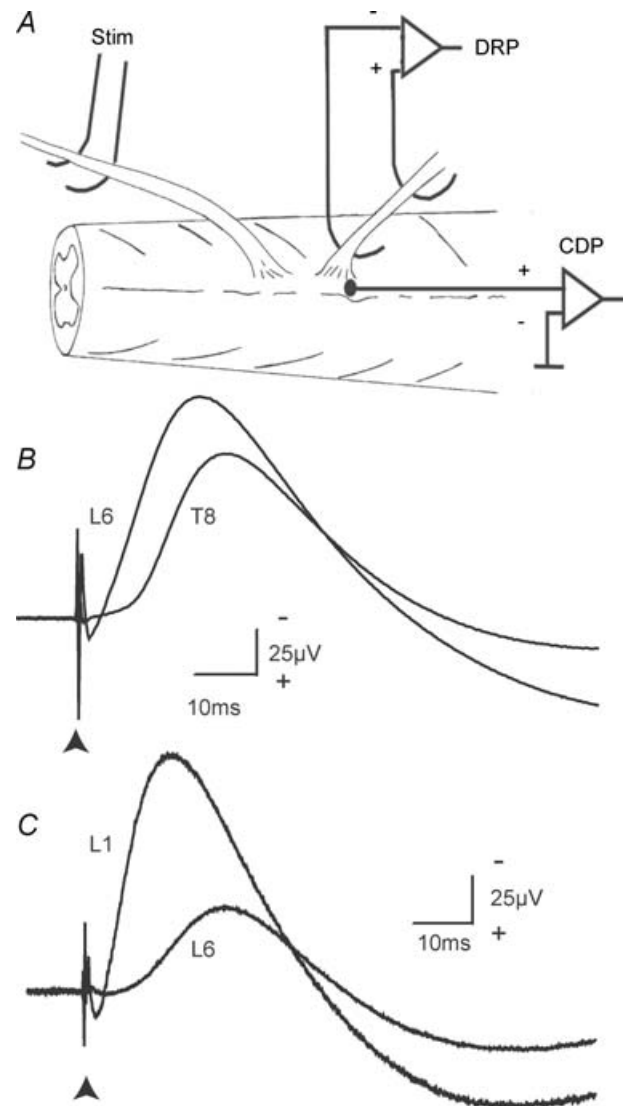 A
Stim
-
+
DRP
CDP
+
-
B
L6
T8
-
25µV
+
10ms
C
L1
L6
-
25µV
+
10ms